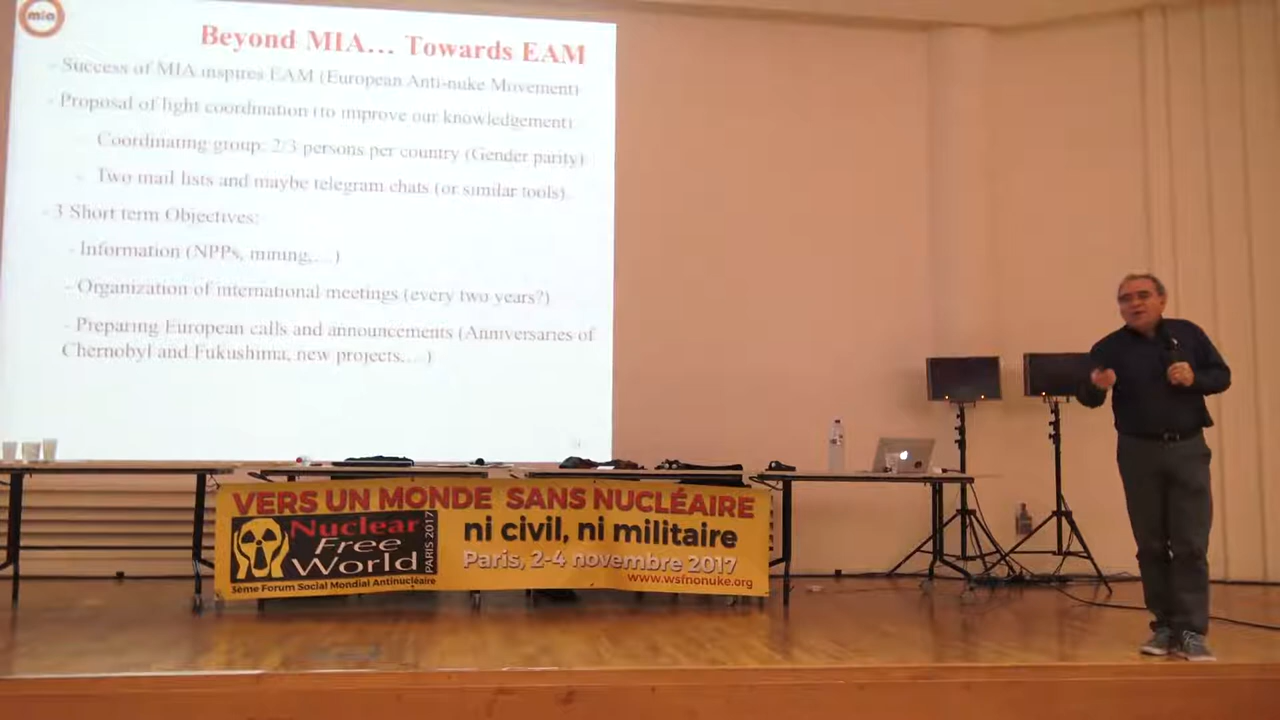 mia
Beyond MIA... Towards EAM
- Success of MIA inspires EAM (European Anti-nuke Movement)
- Proposal of light coordination (to improve our knowledgement)
- Coordinating group: 2/3 persons per country (Gender parity)
- Two mail lists and maybe telegram chats (or similar tools).
- 3 Short term Objectives:
- Information (NPPs, mining,...)
- Organization of international meetings (every two years?)
- Preparing European calls and announcements (Anniversaries of
Chernobyl and Fukushima, new projects,...)
VERS UN MONDE SANS NUCLÉAIRE
Nuclear
Free
World
PARIS 2017
3ème Forum Social Mondial Antinucléaire
ni civil, ni militaire
Paris, 2-4 novembre 2017
www.wsfnonuke.org